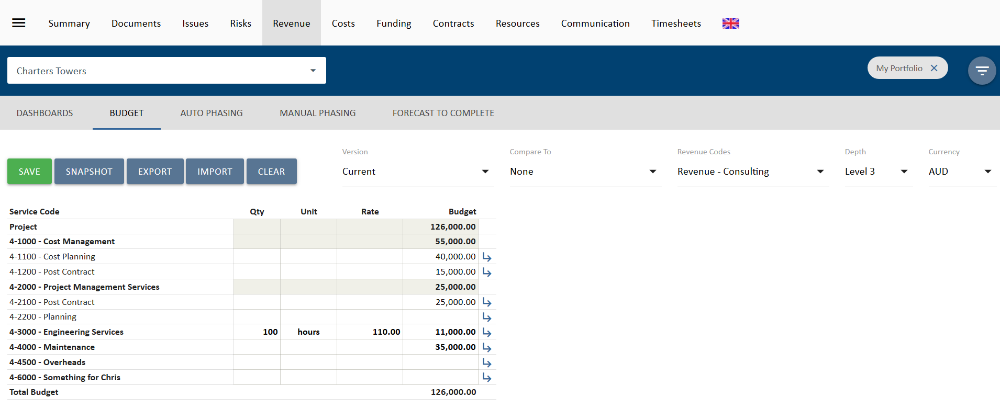 Summary Documents Issues Risks Revenue Costs Funding Contracts Resources Communication Timesheets
Charters Towers
My Portfolio
DASHBOARDS BUDGET AUTO PHASING MANUAL PHASING FORECAST TO COMPLETE
Version Compare To Revenue Codes Depth Currency
SAVE SNAPSHOT EXPORT IMPORT CLEAR Current None Revenue - Consulting Level 3 AUD
Service Code Qty Unit Rate Budget
Project 126,000.00
4-1000 - Cost Management 55,000.00
4-1100 - Cost Planning 40,000.00
4-1200 - Post Contract 15,000.00
4-2000 - Project Management Services 25,000.00
4-2100 - Post Contract 25,000.00
4-2200 - Planning
4-3000 - Engineering Services 100 hours 110.00 11,000.00
4-4000 - Maintenance 35,000.00
4-4500 - Overheads
4-6000 - Something for Chris
Total Budget 126,000.00